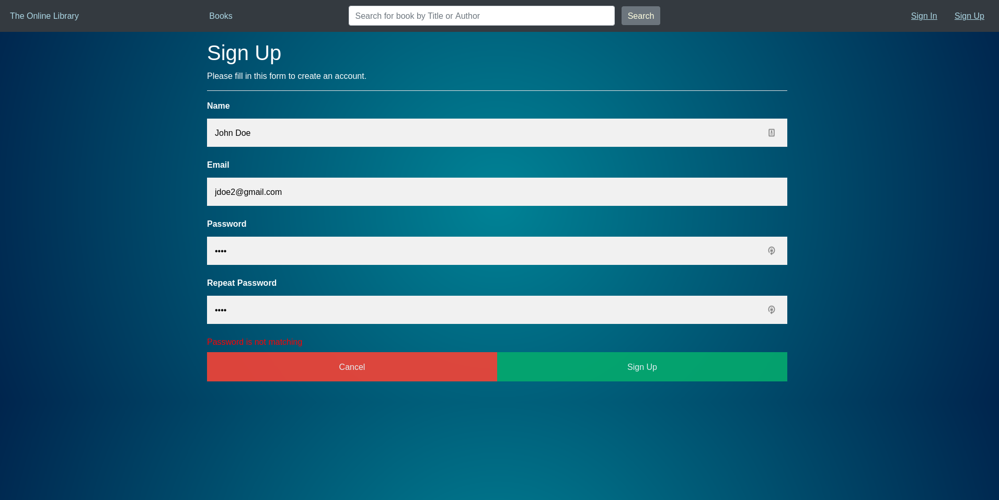 The Online Library
Books
Search for book by Title or Author
Search
Sign In
Sign Up
Sign Up
Please fill in this form to create an account.
Name
John Doe
Email
jdoe2@gmail.com
Password
••••
Repeat Password
••••
Password is not matching
Cancel
Sign Up